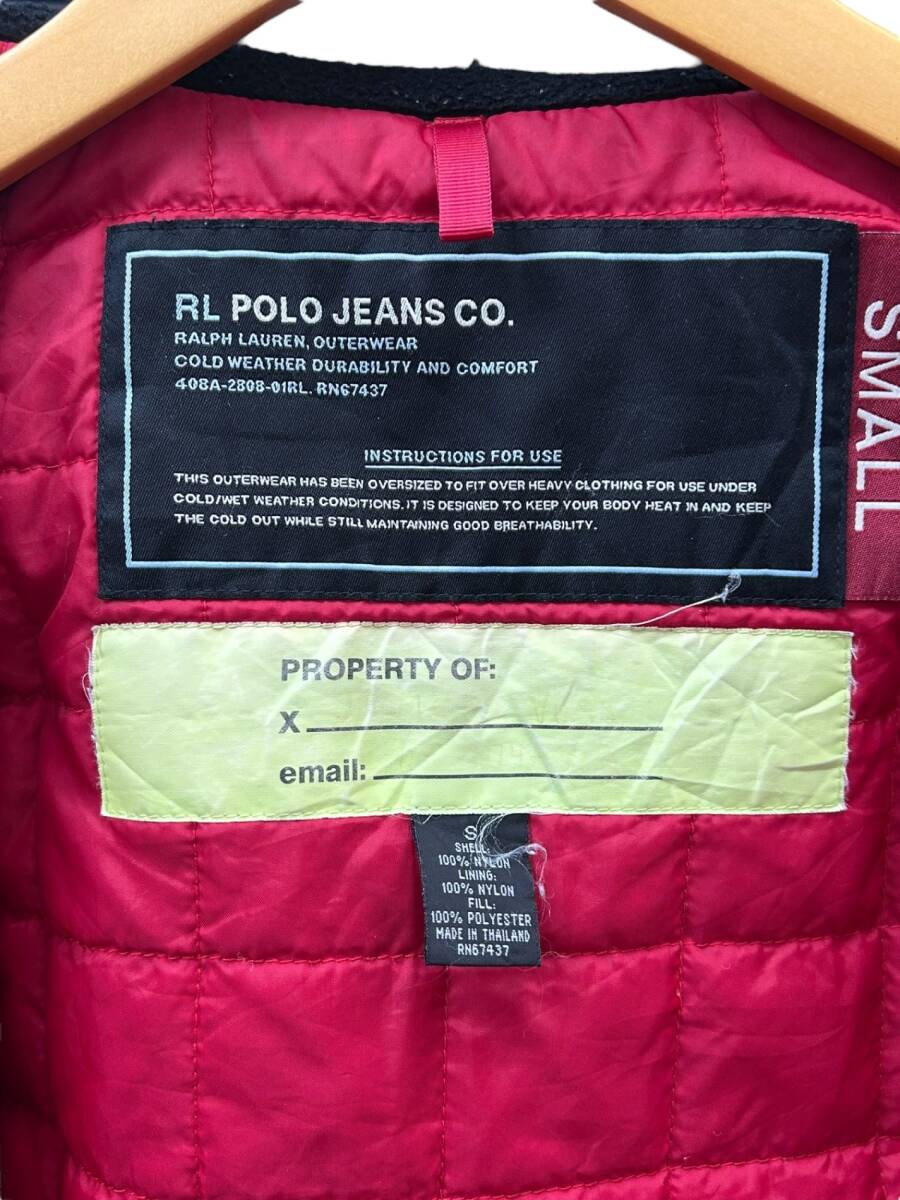 RL POLO JEANS CO.
RALPH LAUREN, OUTERWEAR
COLD WEATHER DURABILITY AND COMFORT
408A-2808-01RL. RN67437
INSTRUCTIONS FOR USE
THIS OUTERWEAR HAS BEEN OVERSIZED TO FIT OVER HEAVY CLOTHING FOR USE UNDER
COLD/WET WEATHER CONDITIONS. IT IS DESIGNED TO KEEP YOUR BODY HEAT IN AND KEEP
THE COLD OUT WHILE STILL MAINTAINING GOOD BREATHABILITY.
SMALL
PROPERTY OF:
X
email:
S
SHELL:
100% NYLON
LINING:
100% NYLON
FILL:
100% POLYESTER
MADE IN THAILAND
RN67437